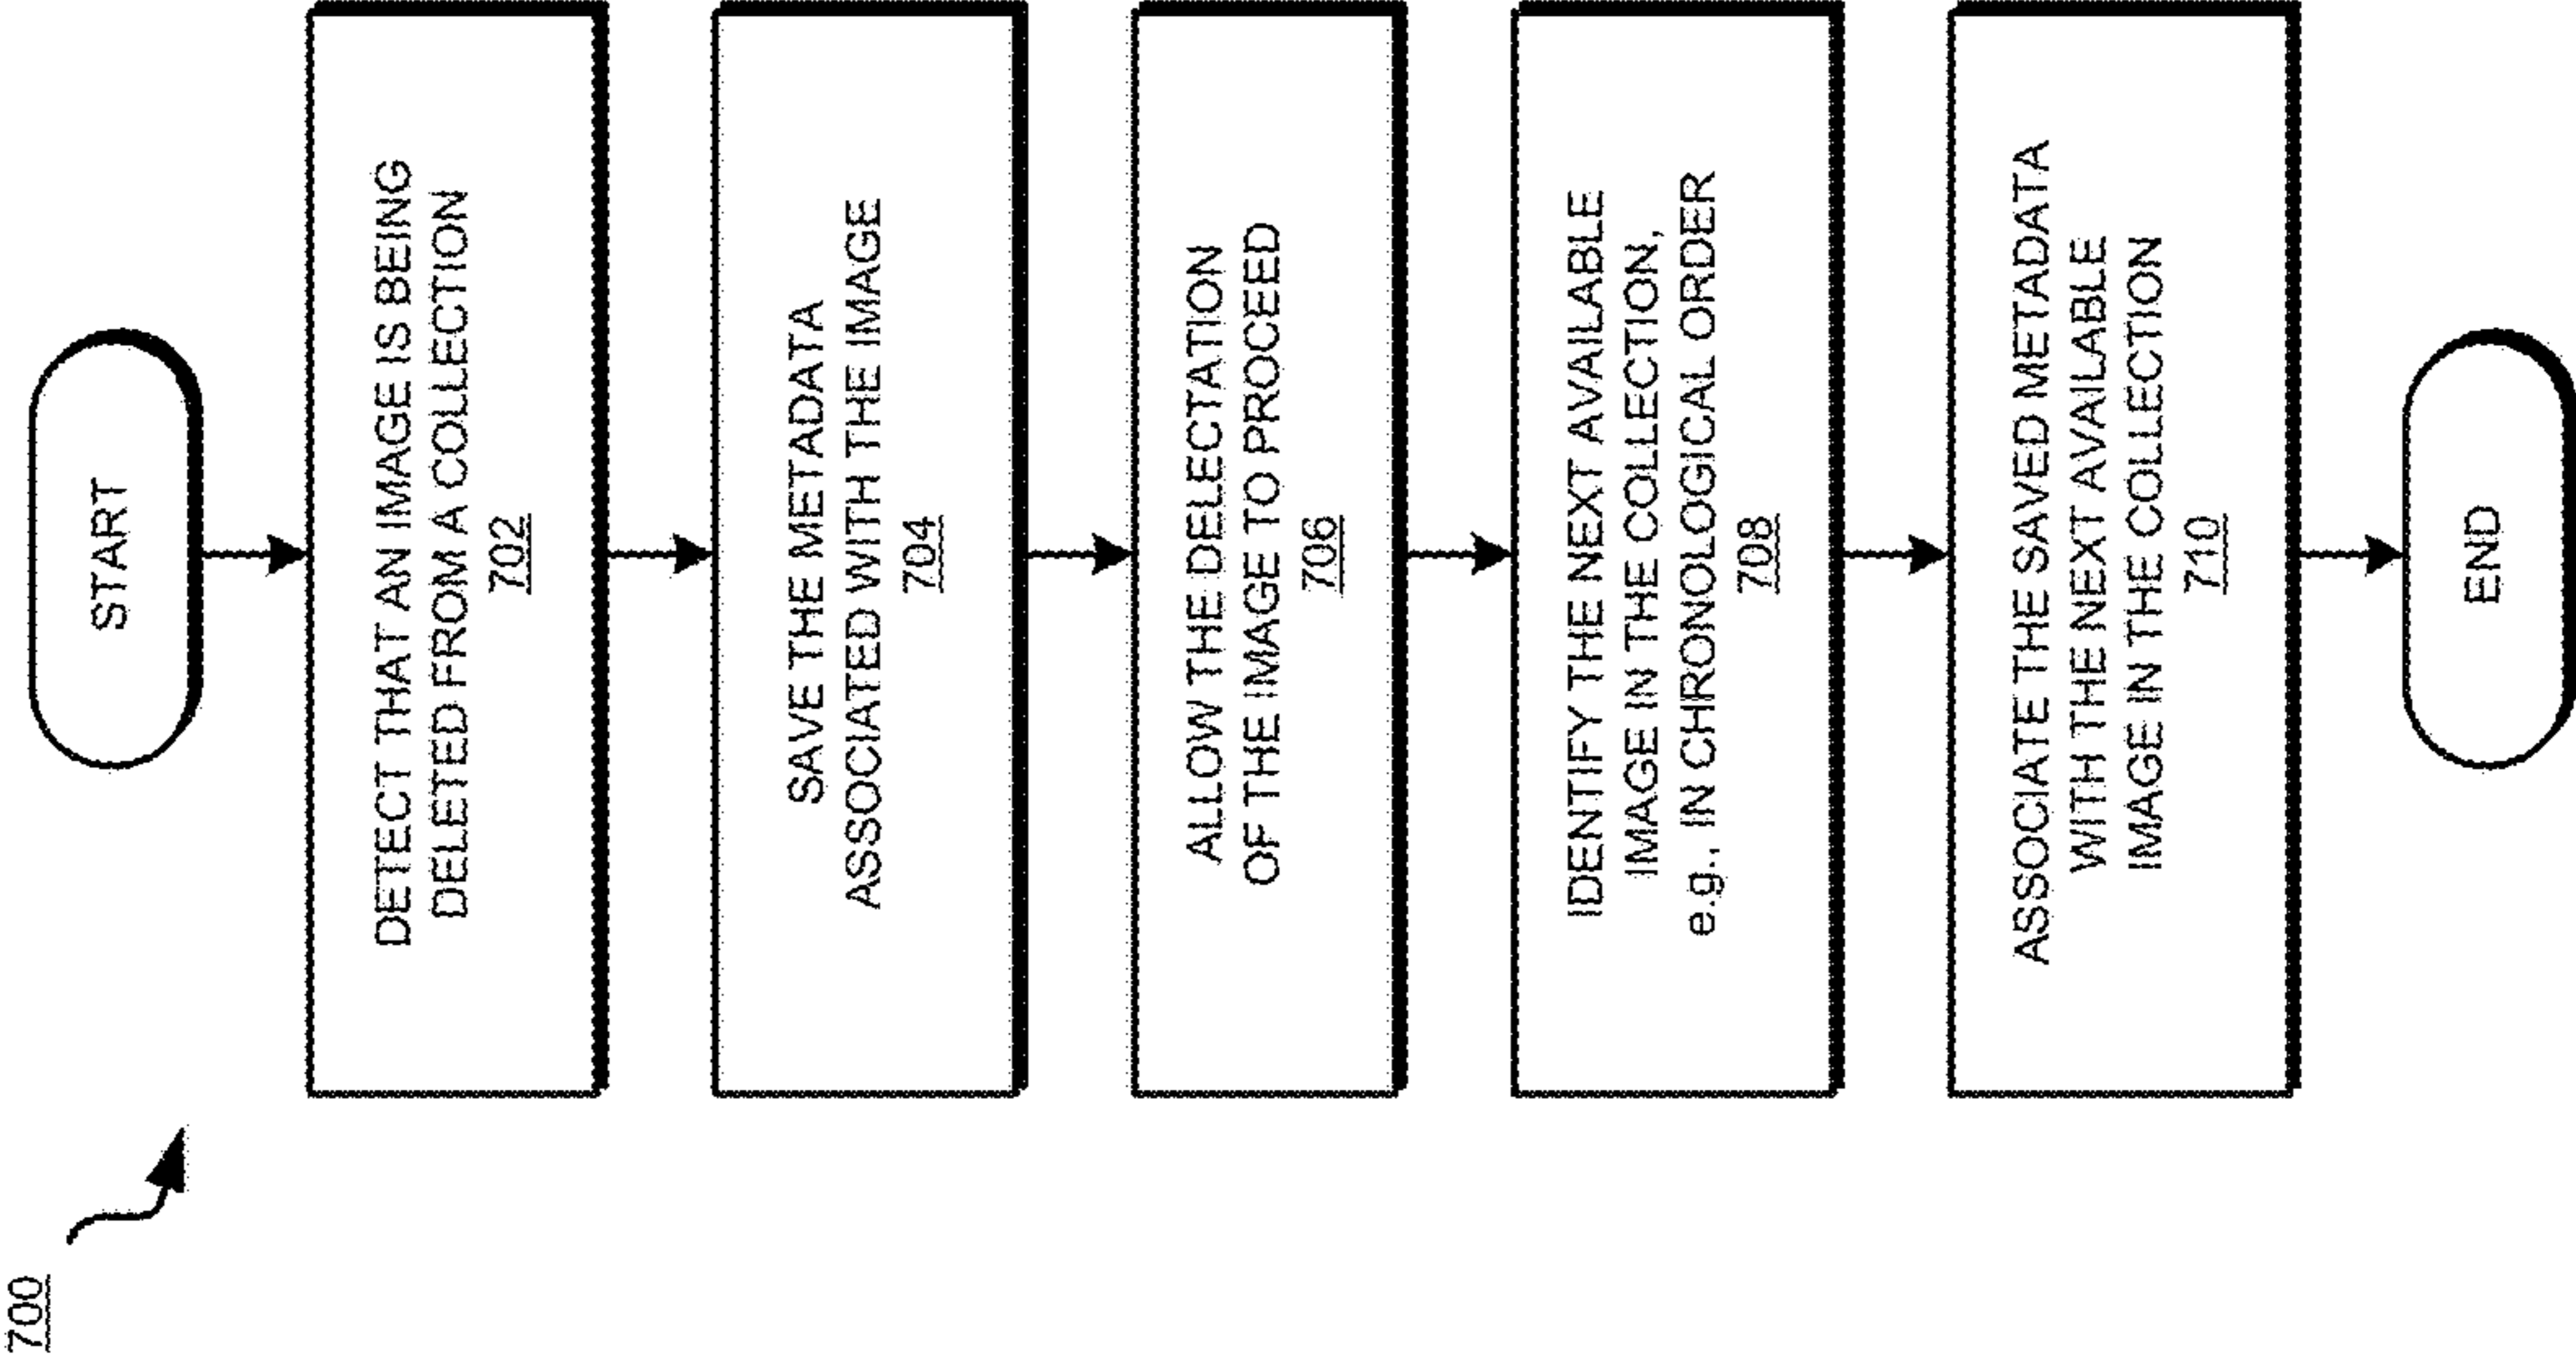 700
START
DETECT THAT AN IMAGE IS BEING
DELETED FROM A COLLECTION
702
SAVE THE METADATA
ASSOCIATED WITH THE IMAGE
704
ALLOW THE DELECTATION
OF THE IMAGE TO PROCEED
706
IDENTIFY THE NEXT AVAILABLE
IMAGE IN THE COLLECTION,
e.g., IN CHRONOLOGICAL ORDER
708
ASSOCIATE THE SAVED METADATA
WITH THE NEXT AVAILABLE
IMAGE IN THE COLLECTION
710
END